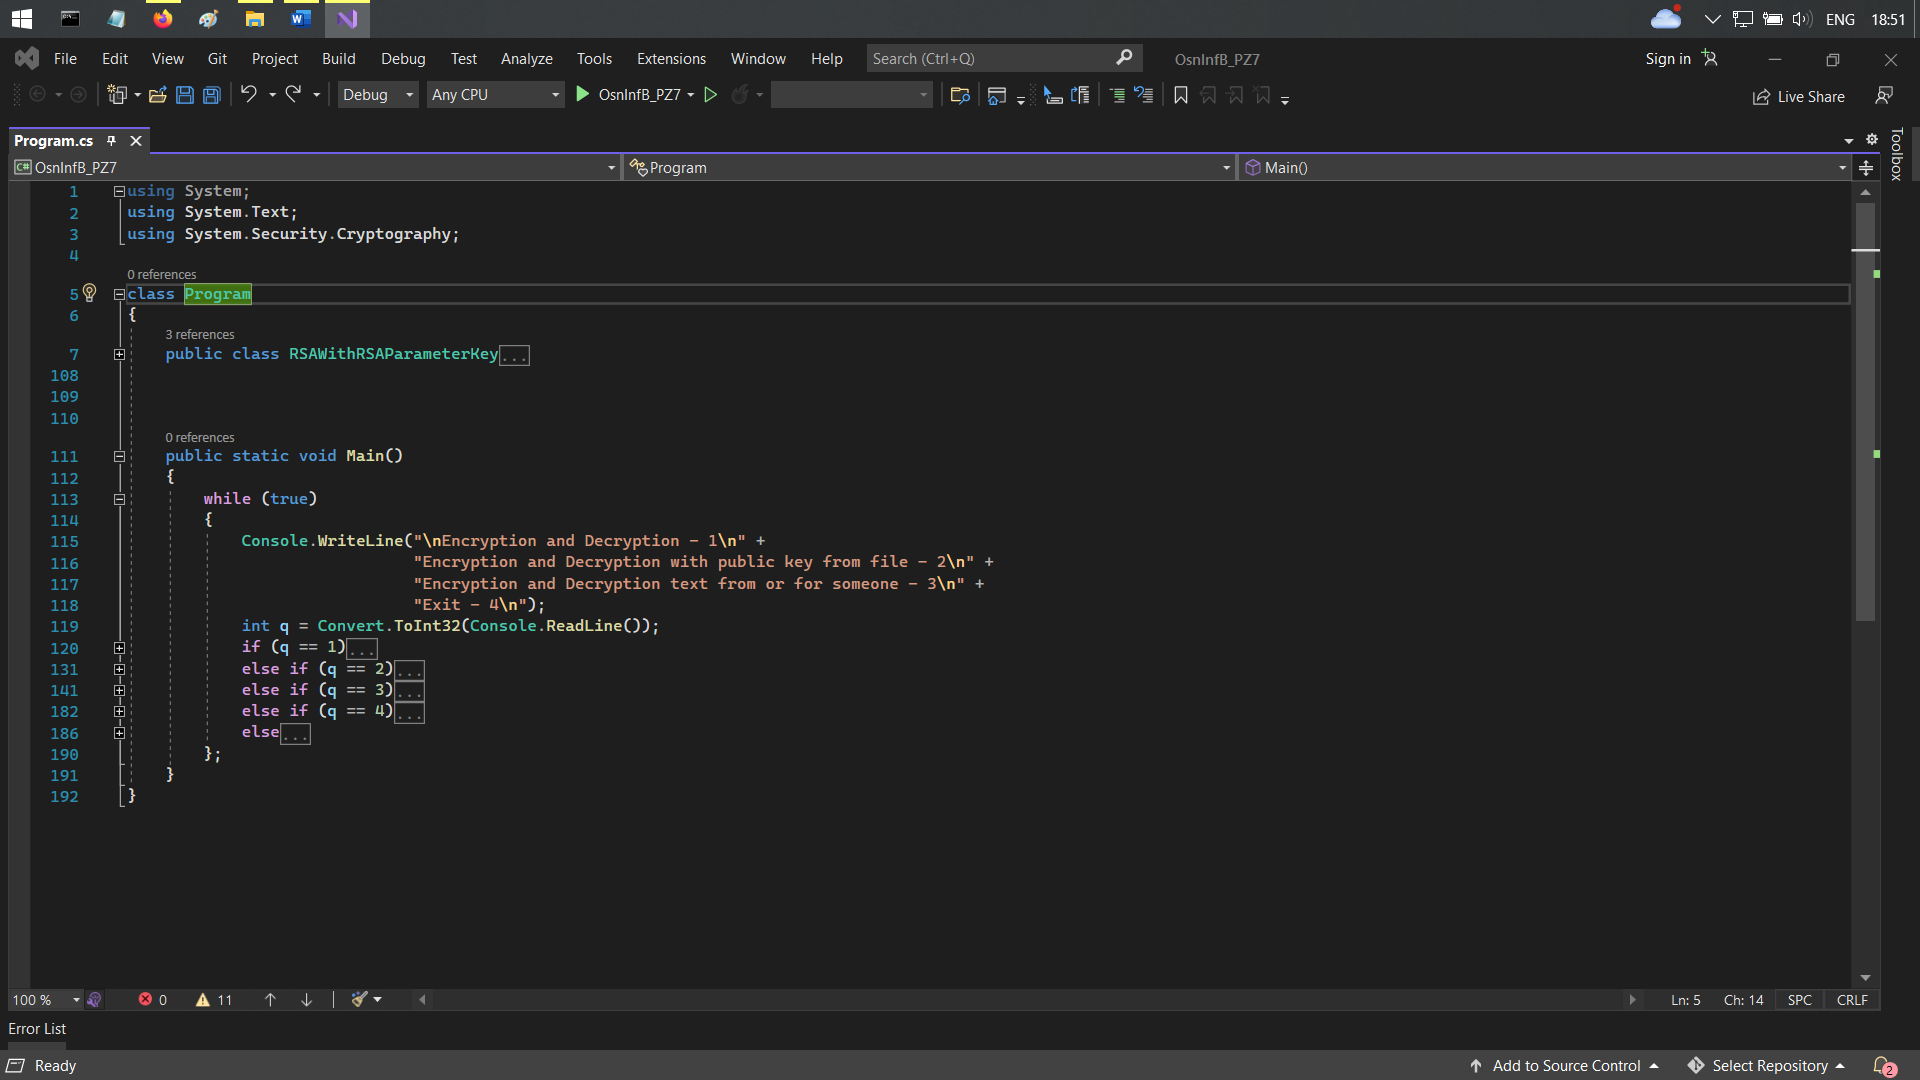 ENG 18:51
File Edit View Git Project Build Debug Test Analyze Tools Extensions Window Help Search (Ctrl+Q) OsnInfB_PZ7 Sign in
Debug Any CPU OsnInfB_PZ7 Live Share
Program.cs
Toolbox
C# OsnInfB_PZ7 Program Main()
1 using System;
2 using System.Text;
3 using System.Security.Cryptography;
4
0 references
5 class Program
6 {
3 references
7 public class RSAWithRSAParameterKey...
108
109
110
0 references
111 public static void Main()
112 {
113 while (true)
114 {
115 Console.WriteLine("\nEncryption and Decryption - 1\n" +
116 "Encryption and Decryption with public key from file - 2\n" +
117 "Encryption and Decryption text from or for someone - 3\n" +
118 "Exit - 4\n");
119 int q = Convert.ToInt32(Console.ReadLine());
120 if (q == 1)...
131 else if (q == 2)...
141 else if (q == 3)...
182 else if (q == 4)...
186 else...
190 };
191 }
192 }
100 % 0 11 Ln: 5 Ch: 14 SPC CRLF
Error List
Ready Add to Source Control Select Repository 2